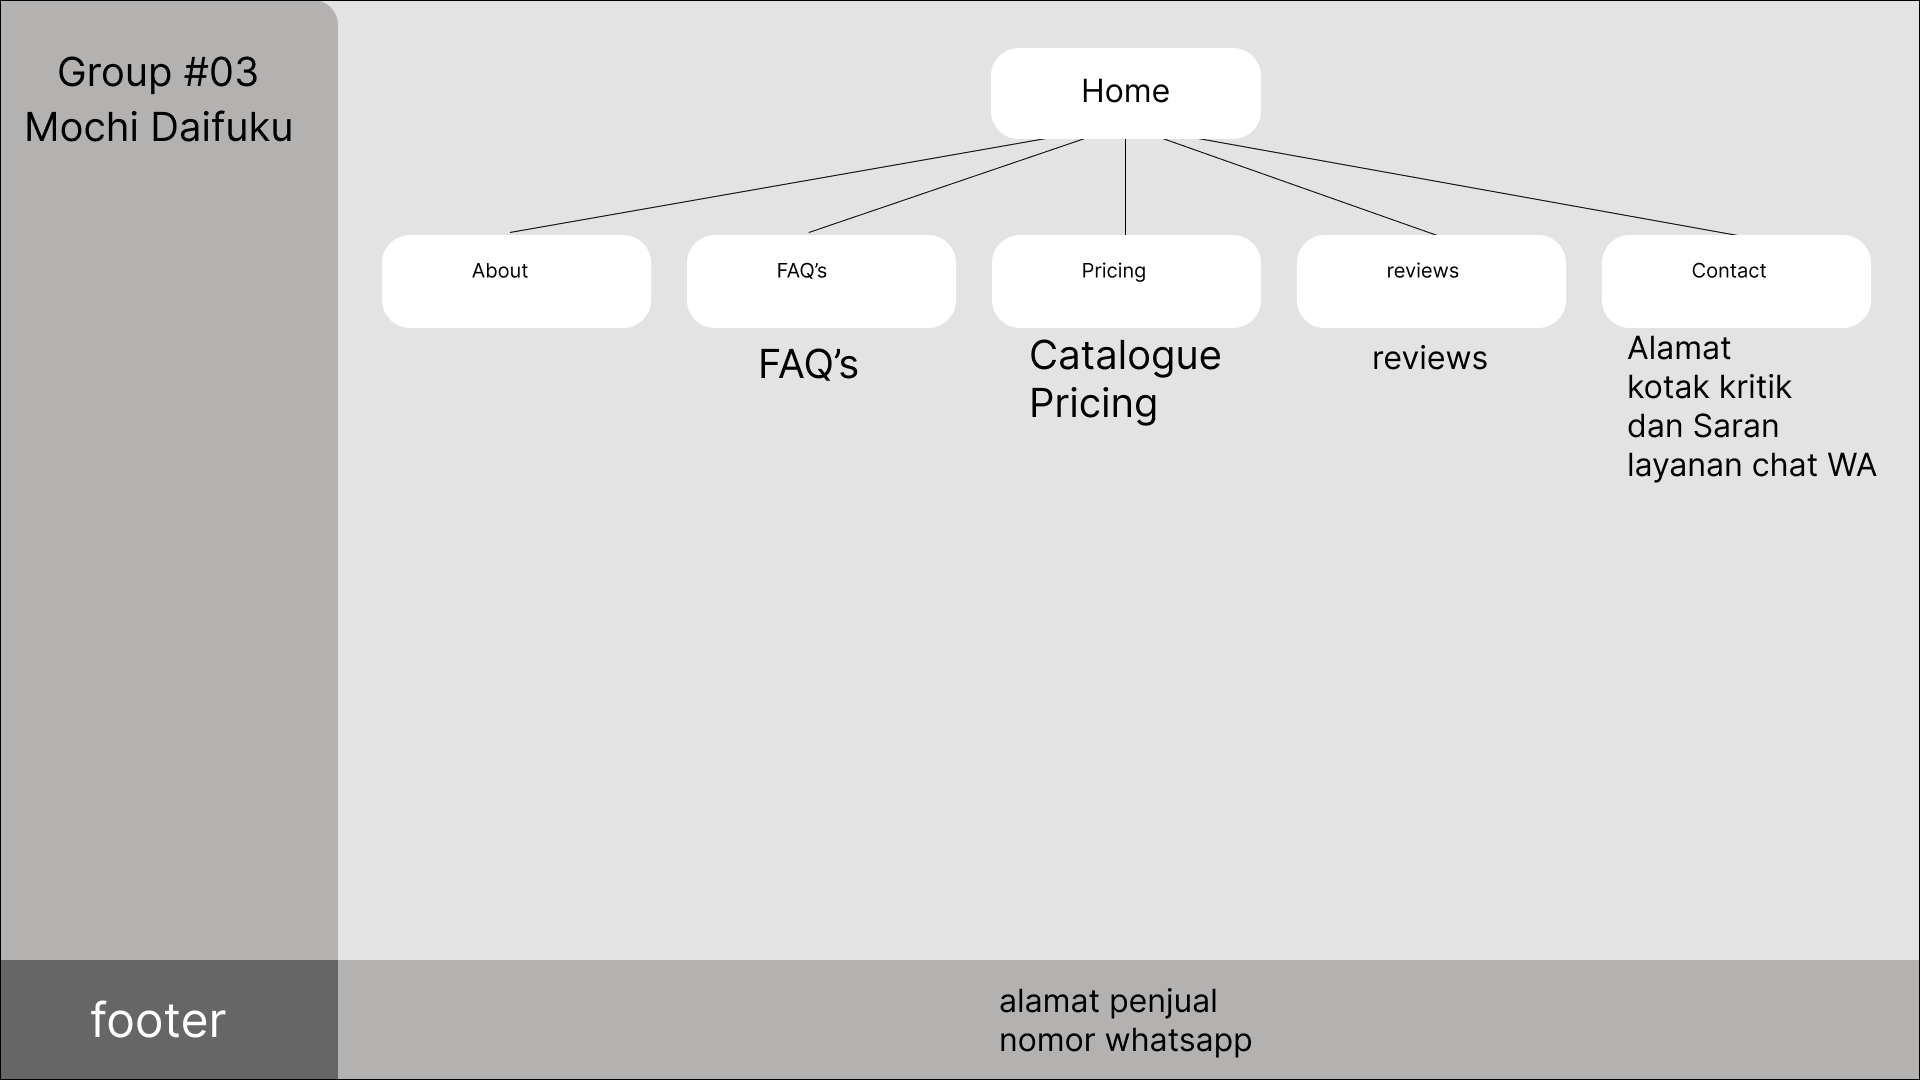 Group #03
Mochi Daifuku
Home
About
FAQ’s
Pricing
reviews
Contact
FAQ’s
Catalogue
Pricing
reviews
Alamat
kotak kritik
dan Saran
layanan chat WA
footer
alamat penjual
nomor whatsapp